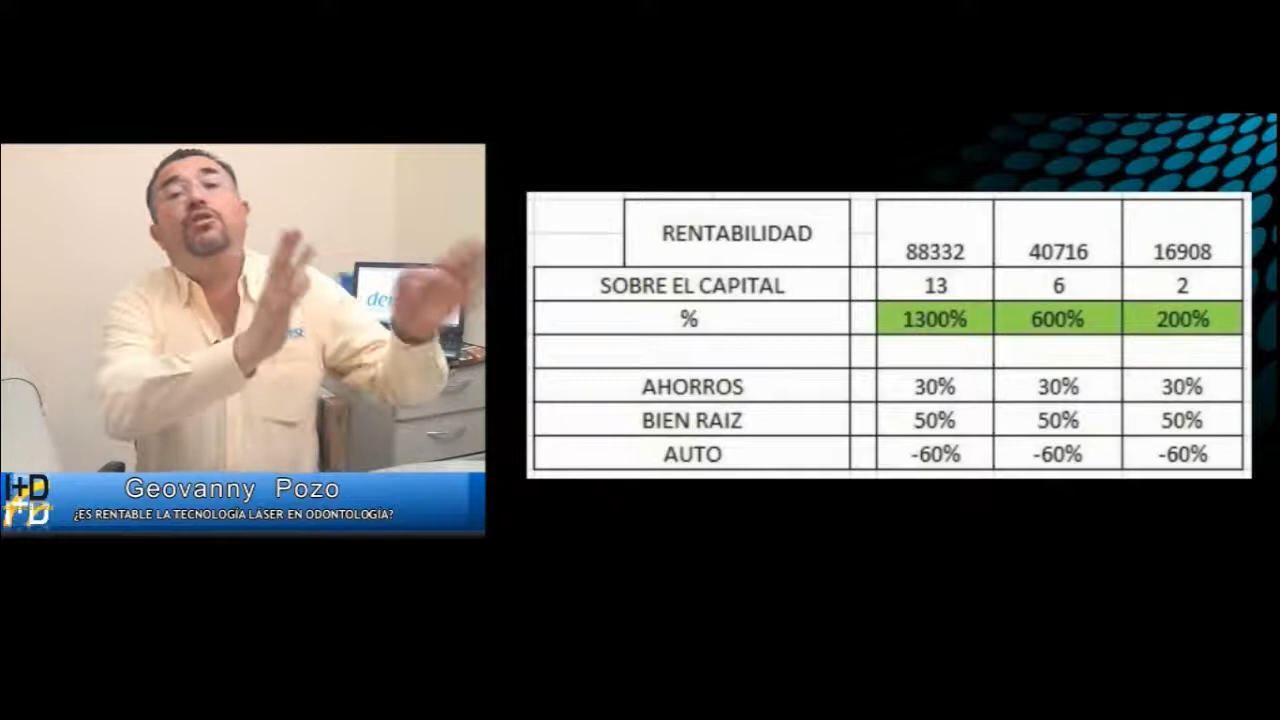 de
I+D
Geovanny Pozo
¿ES RENTABLE LA TECNOLOGÍA LÁSER EN ODONTOLOGÍA?
RENTABILIDAD 88332 40716 16908
SOBRE EL CAPITAL 13 6 2
% 1300% 600% 200%
AHORROS 30% 30% 30%
BIEN RAIZ 50% 50% 50%
AUTO -60% -60% -60%